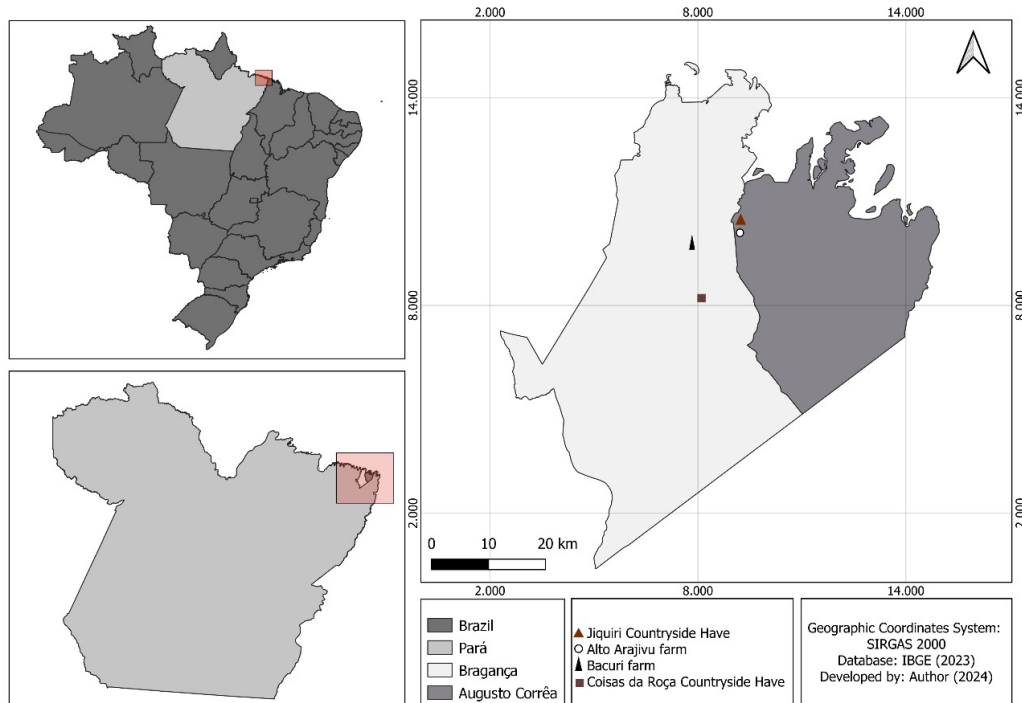 2.000 8.000 14.000
14.000 14.000
8.000 8.000
2.000 2.000
0 10 20 km
2.000 8.000 14.000
Brazil
Pará
Bragança
Augusto Corrêa
Jiquiri Countryside Have
Alto Arajivu farm
Bacuri farm
Coisas da Roça Countryside Have
Geographic Coordinates System:
SIRGAS 2000
Database: IBGE (2023)
Developed by: Author (2024)